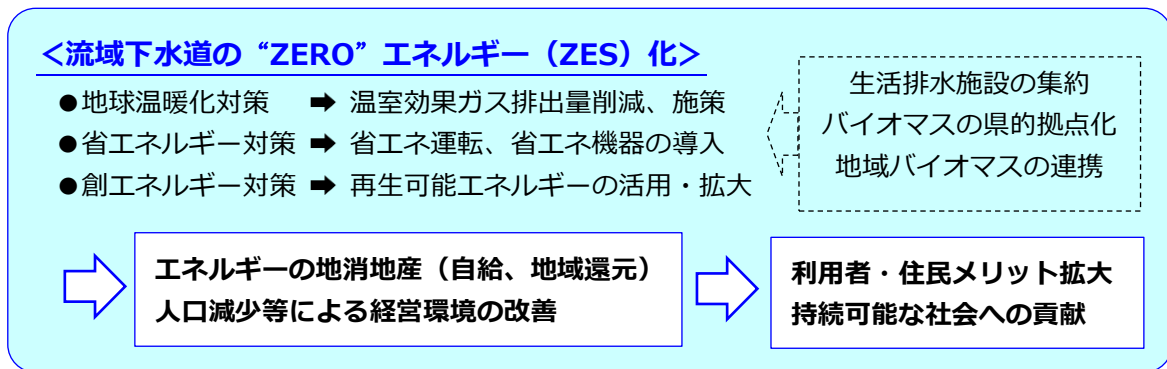 ＜流域下水道の“ZERO”エネルギー（ZES）化＞
●地球温暖化対策 ➡ 温室効果ガス排出量削減、施策
●省エネルギー対策 ➡ 省エネ運転、省エネ機器の導入
●創エネルギー対策 ➡ 再生可能エネルギーの活用・拡大
生活排水施設の集約
バイオマスの県的拠点化
地域バイオマスの連携
エネルギーの地消地産（自給、地域還元）
人口減少等による経営環境の改善
利用者・住民メリット拡大
持続可能な社会への貢献